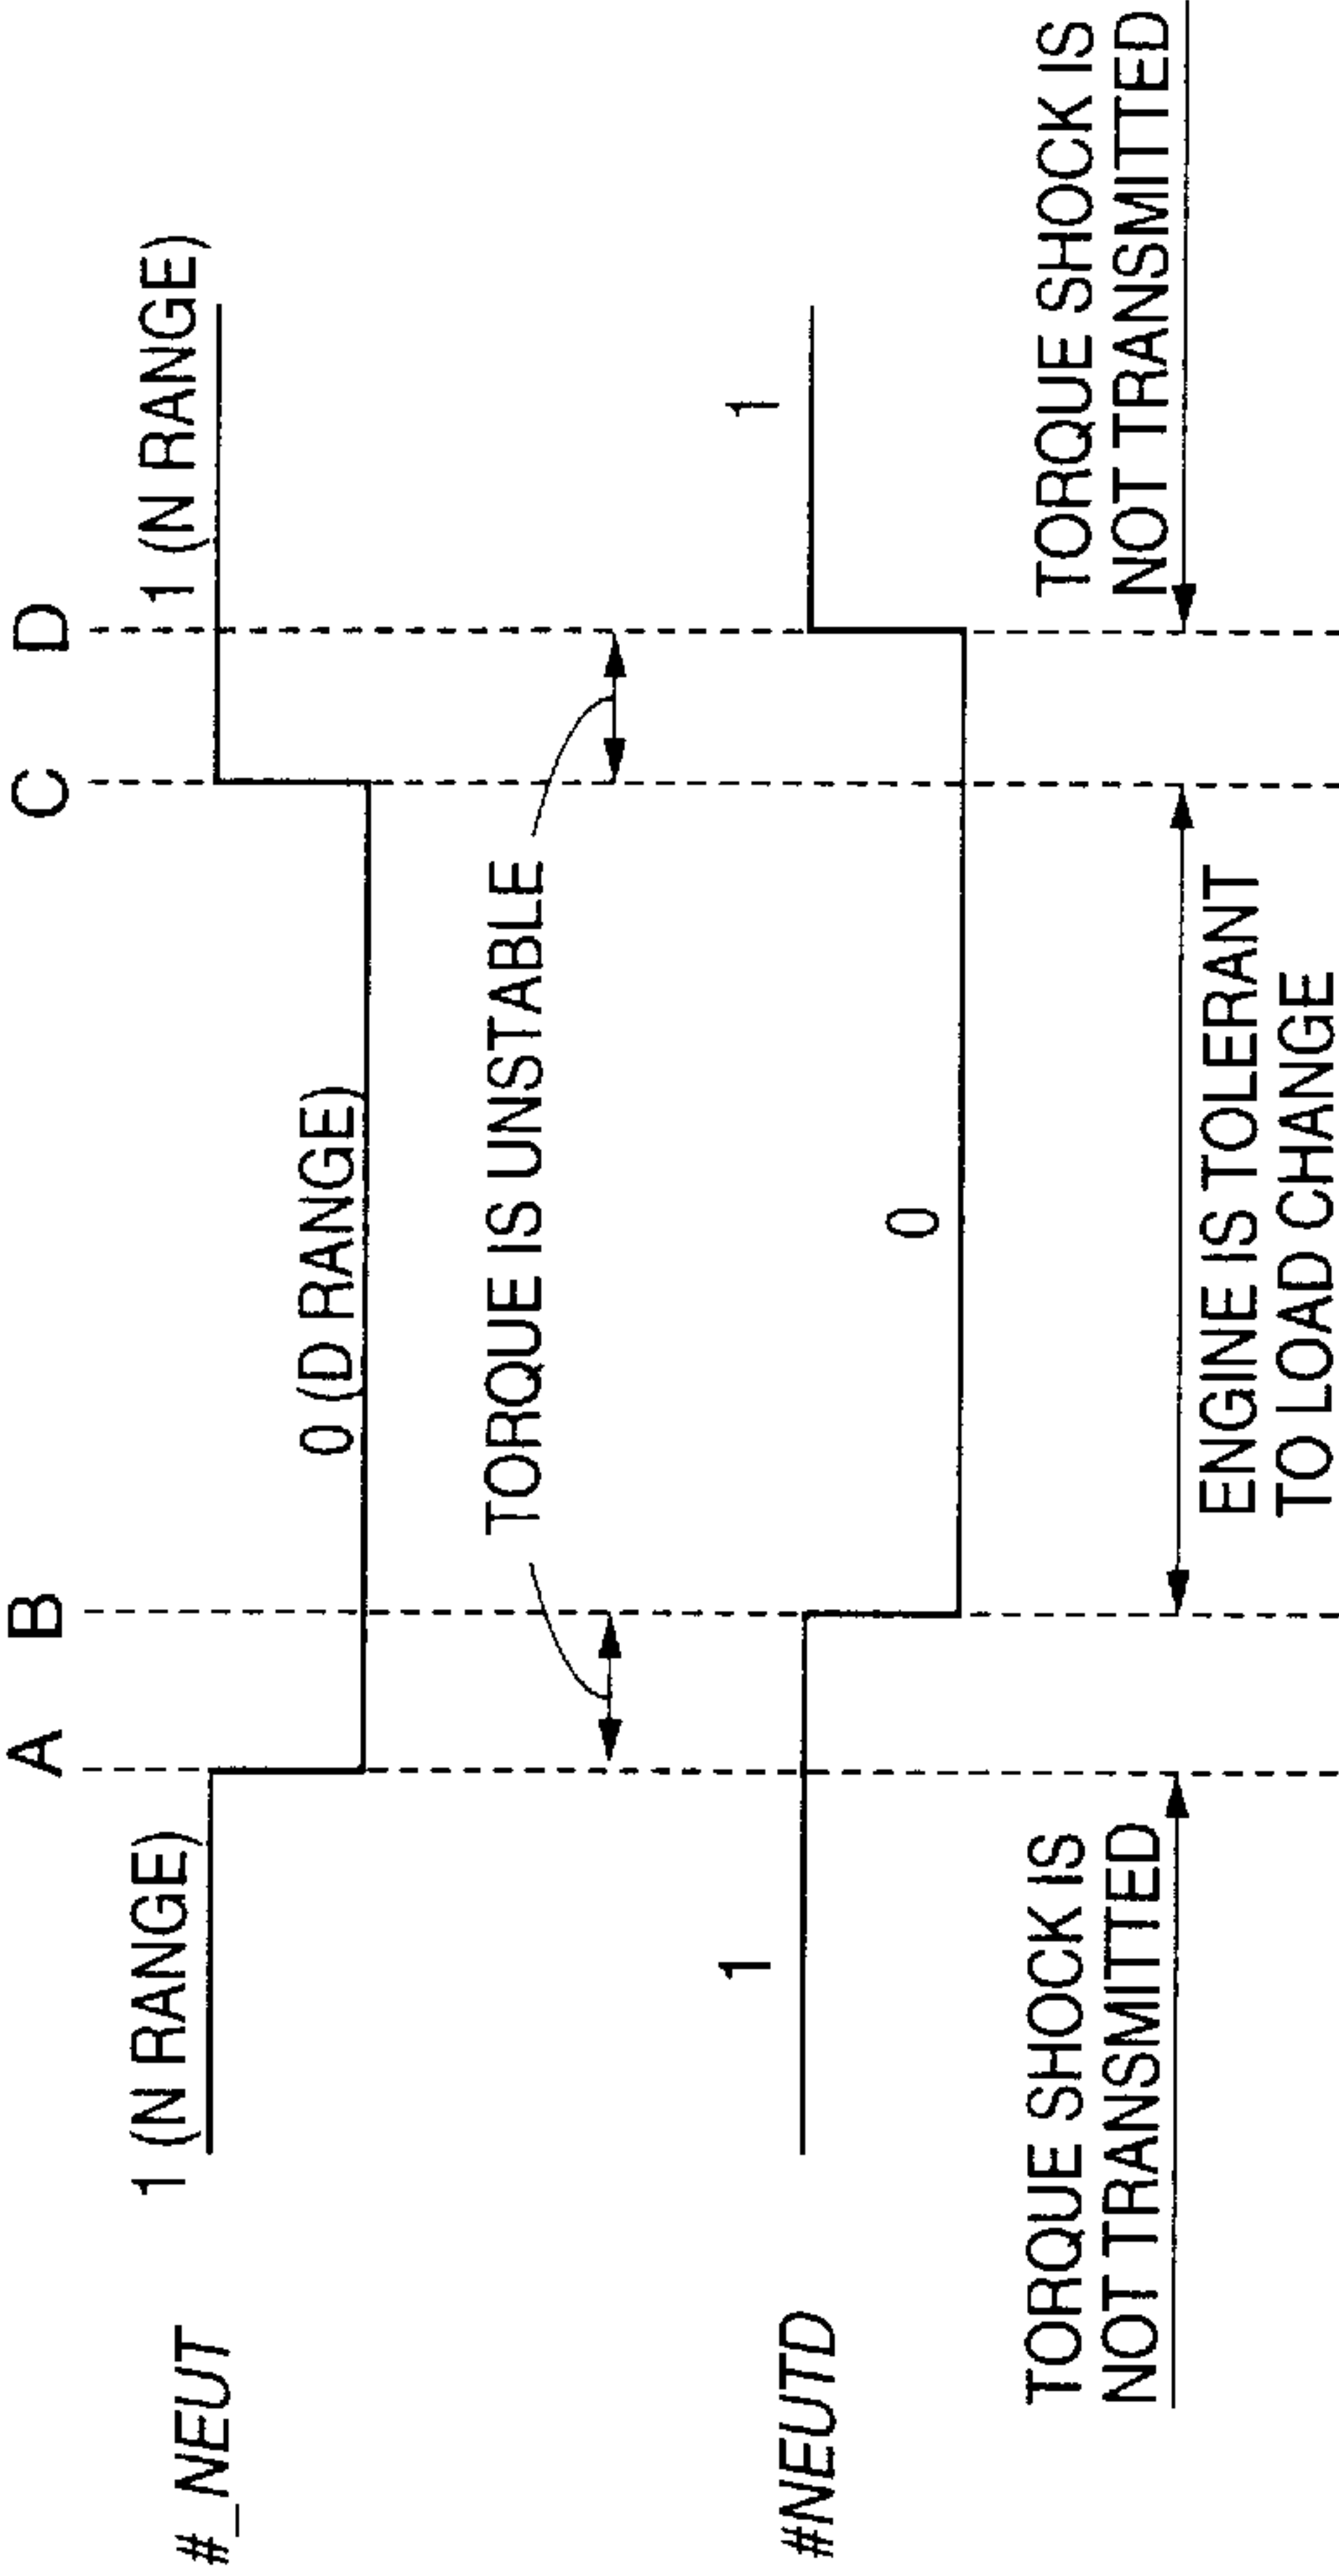 A
B
C
D
#_NEUT
1 (N RANGE)
0 (D RANGE)
1 (N RANGE)
TORQUE IS UNSTABLE
#NEUTD
1
0
1
TORQUE SHOCK IS
NOT TRANSMITTED
ENGINE IS TOLERANT
TO LOAD CHANGE
TORQUE SHOCK IS
NOT TRANSMITTED